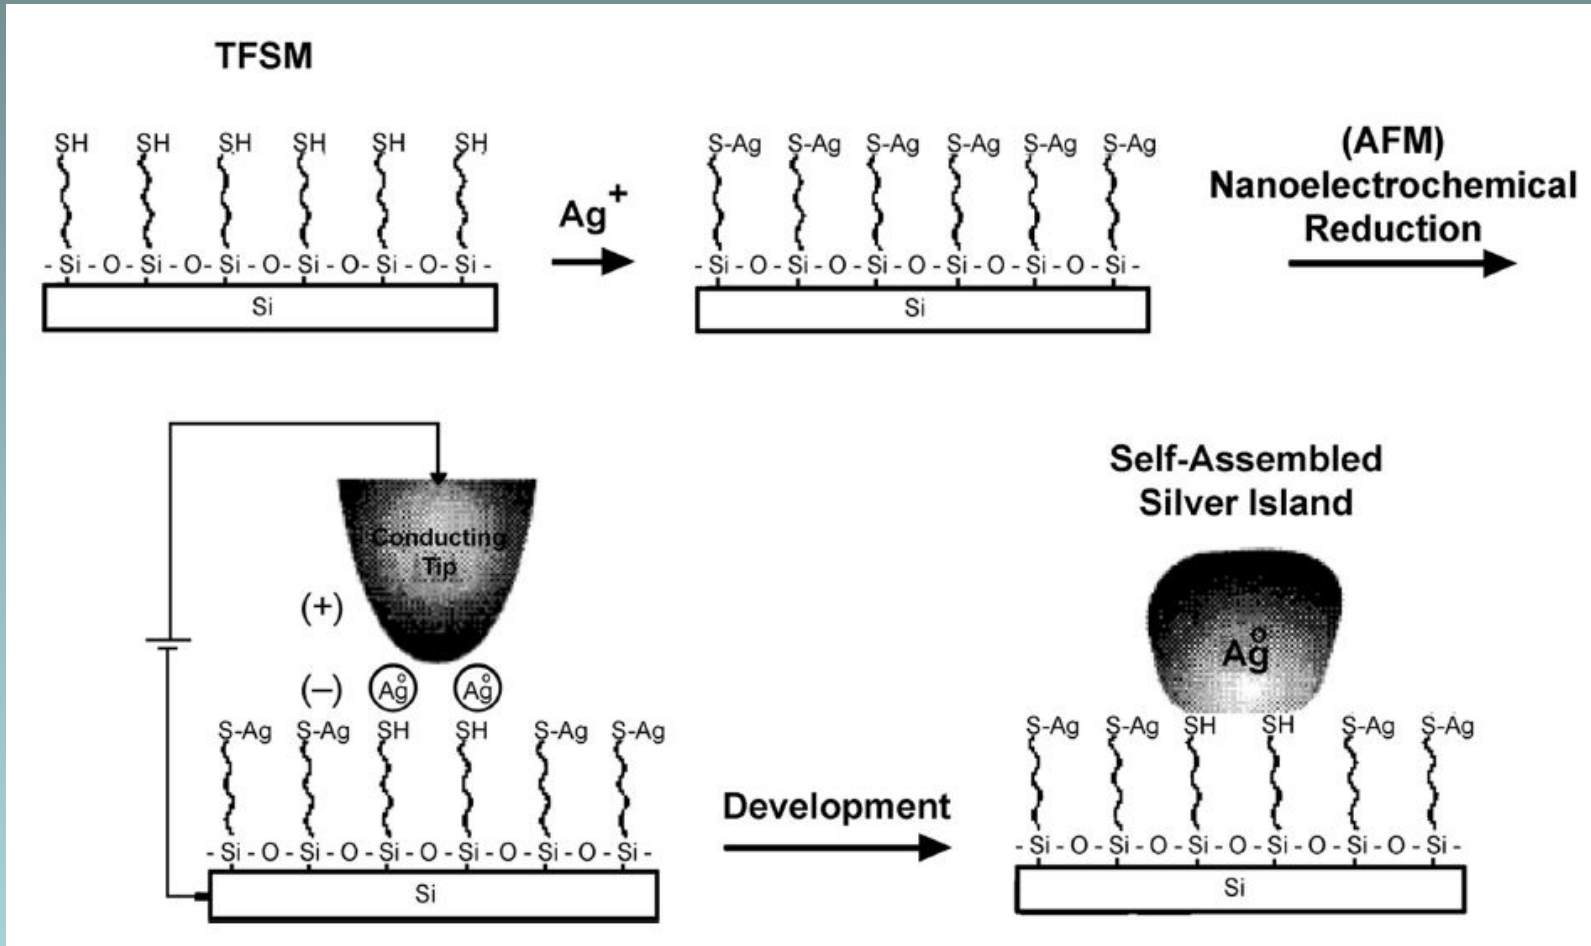 TFSM
SH SH SH SH SH SH
- Si - O - Si - O - Si - O - Si - O - Si - O - Si -
Si
Ag+
S-Ag S-Ag S-Ag S-Ag S-Ag S-Ag
- Si - O - Si - O - Si - O - Si - O - Si - O - Si -
Si
(AFM)
Nanoelectrochemical
Reduction
Conducting
Tip
(+)
(–) Ag° Ag°
S-Ag S-Ag SH SH S-Ag S-Ag
- Si - O - Si - O - Si - O - Si - O - Si - O - Si -
Si
Development
Self-Assembled
Silver Island
Ag°
S-Ag S-Ag SH SH S-Ag S-Ag
- Si - O - Si - O - Si - O - Si - O - Si - O - Si -
Si